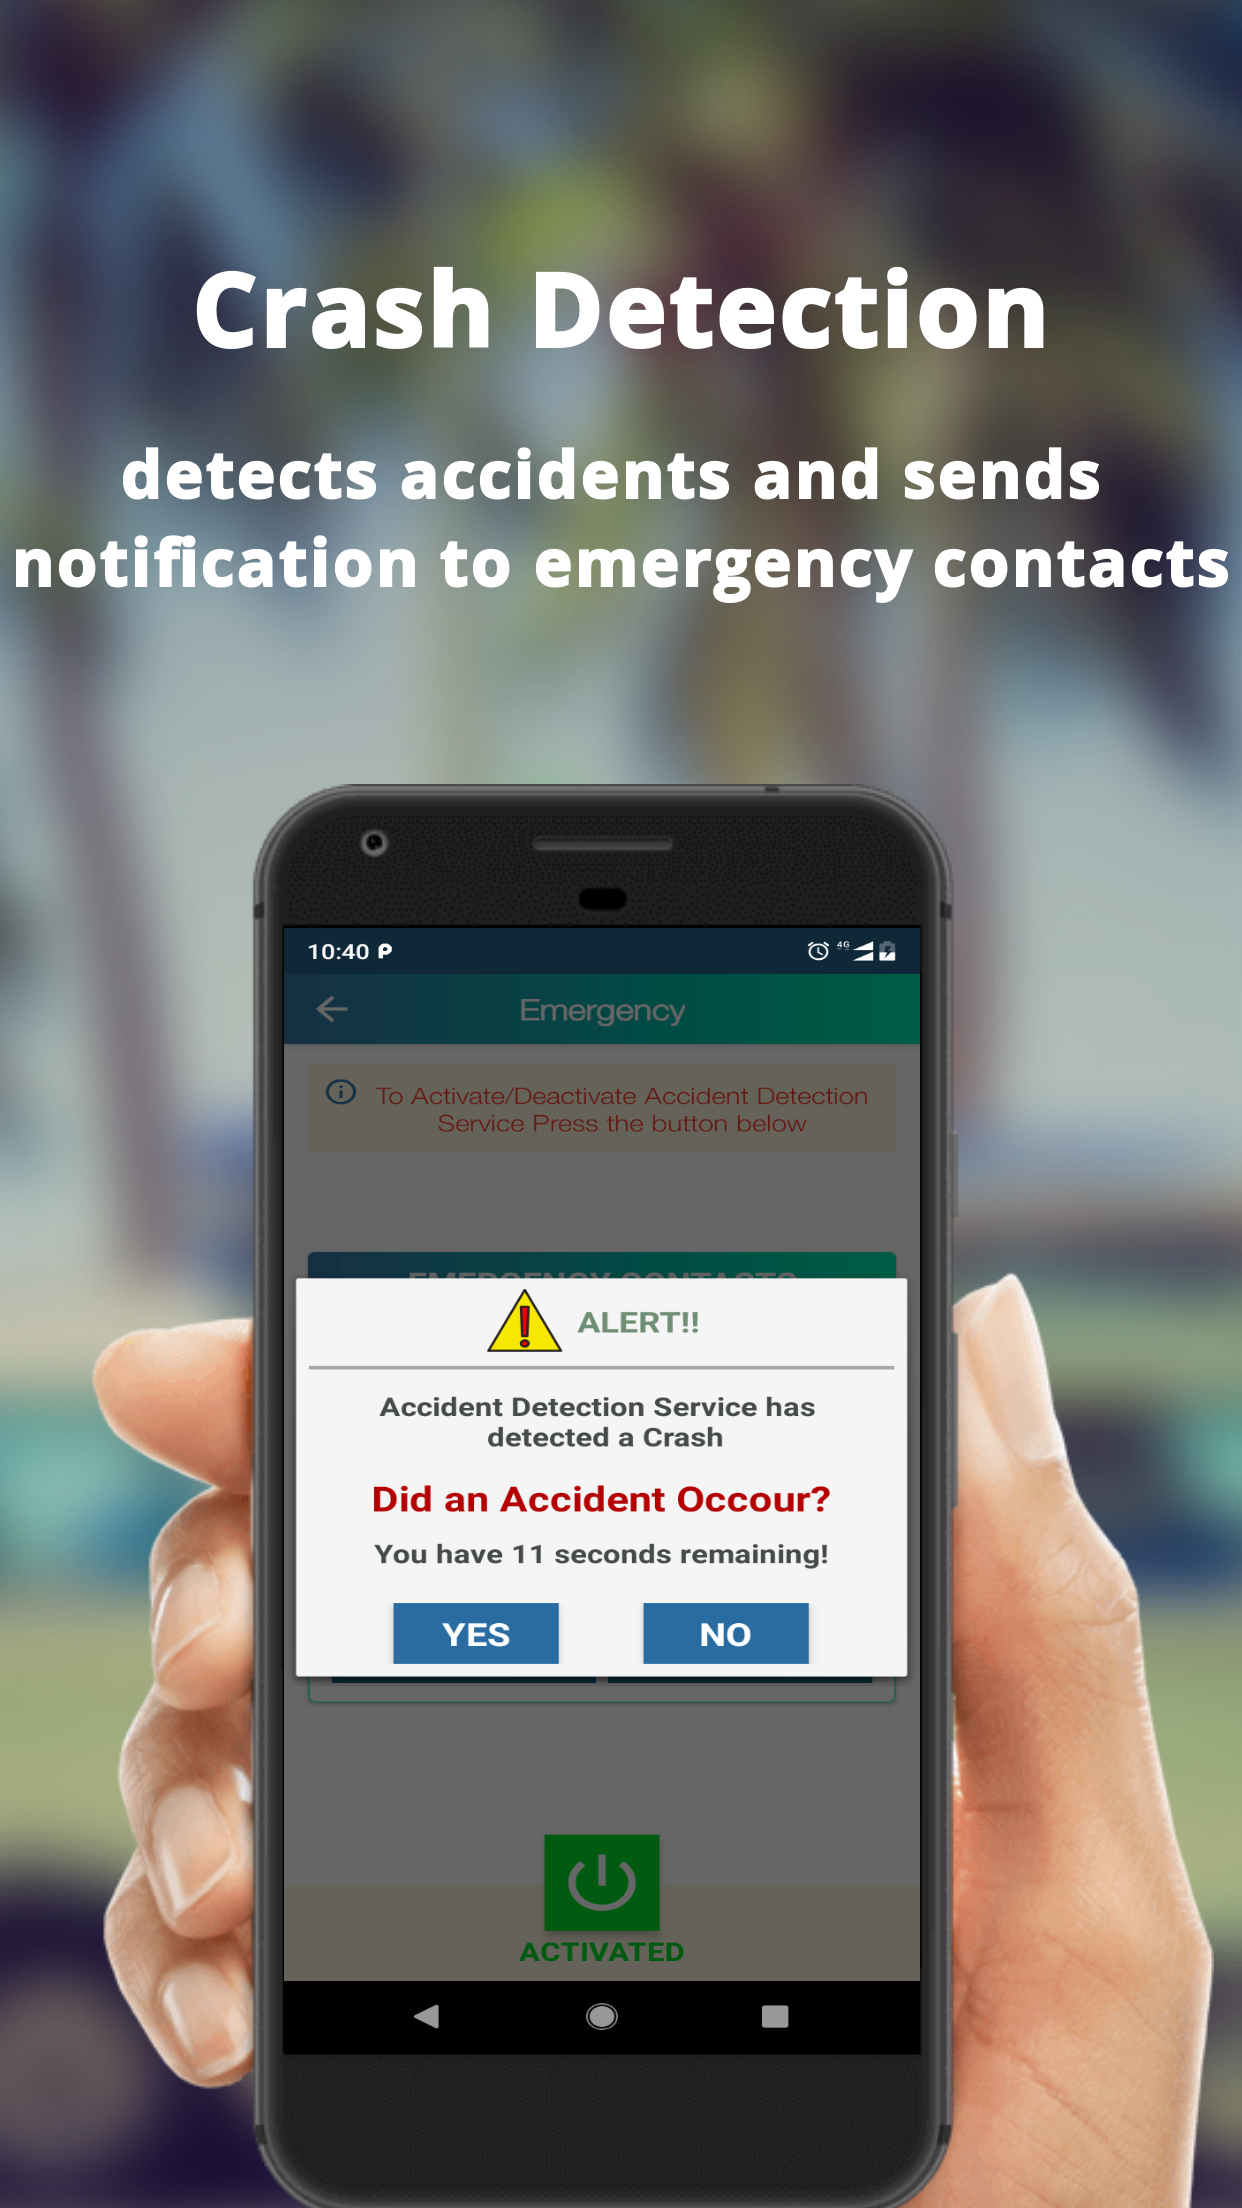 Crash Detection
detects accidents and sends
notification to emergency contacts
10:40
4G
Emergency
To Activate/Deactivate Accident Detection
Service Press the button below
EMERGENCY CONTACTS
ALERT!!
Accident Detection Service has
detected a Crash
Did an Accident Occour?
You have 11 seconds remaining!
YES NO
ACTIVATED